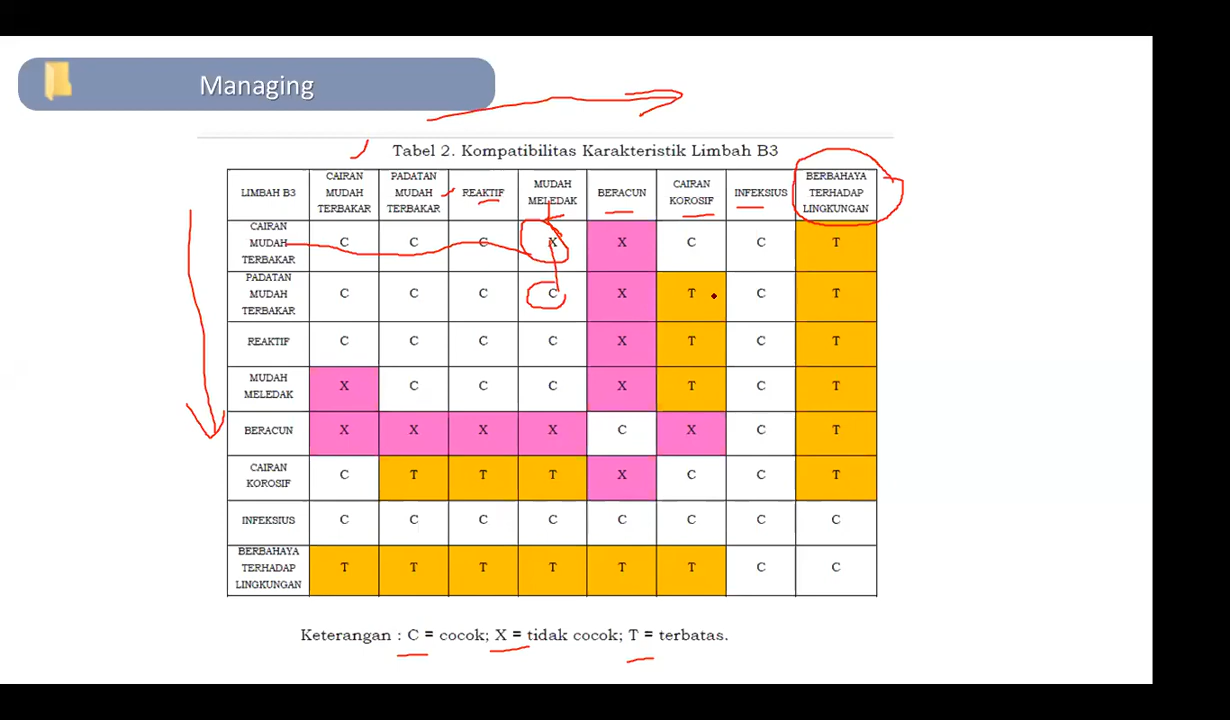 Managing
Tabel 2. Kompatibilitas Karakteristik Limbah B3
LIMBAH B3 CAIRAN MUDAH TERBAKAR PADATAN MUDAH TERBAKAR REAKTIF MUDAH MELEDAK BERACUN CAIRAN KOROSIF INFEKSIUS BERBAHAYA TERHADAP LINGKUNGAN
CAIRAN MUDAH TERBAKAR C C C X X C C T
PADATAN MUDAH TERBAKAR C C C C X T C T
REAKTIF C C C C X T C T
MUDAH MELEDAK X C C C X T C T
BERACUN X X X X C X C T
CAIRAN KOROSIF C T T T X C C T
INFEKSIUS C C C C C C C C
BERBAHAYA TERHADAP LINGKUNGAN T T T T T T C C
Keterangan : C = cocok; X = tidak cocok; T = terbatas.